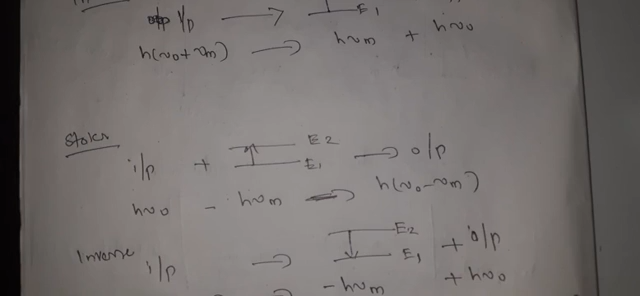 i/p → E1
h(ν0+νm) → hνm + hν0
Stokes
i/p + E2 E1 → o/p
hν0 - hνm → h(ν0-νm)
Inverse i/p → E2 E1 + o/p
→ -hνm + hν0